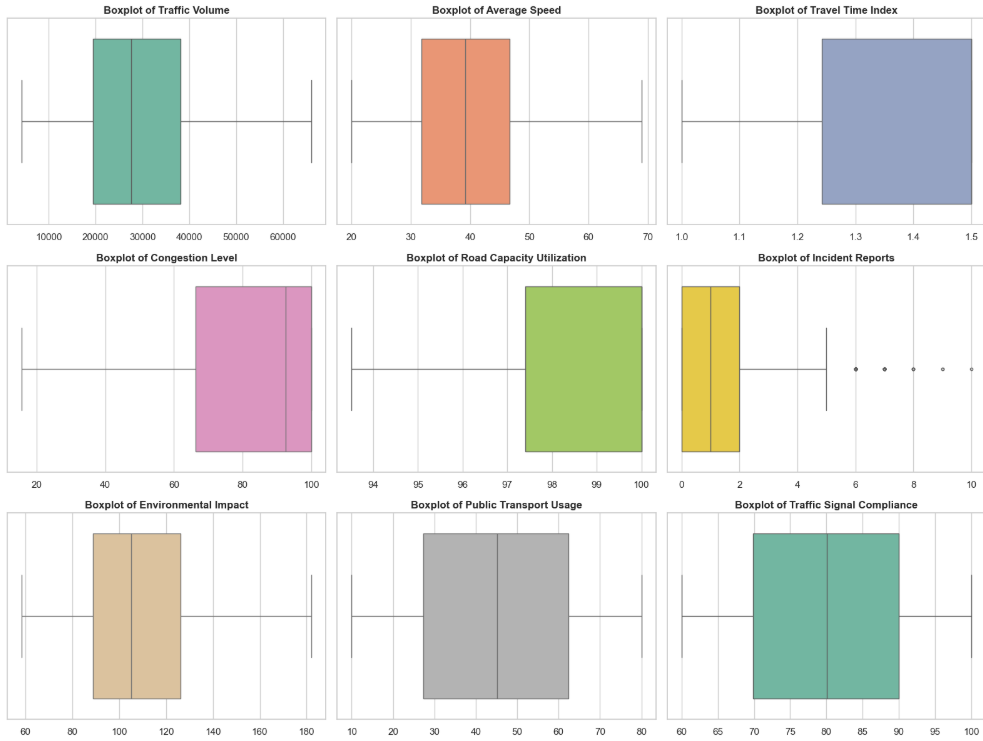 Boxplot of Traffic Volume
10000 20000 30000 40000 50000 60000
Boxplot of Average Speed
20 30 40 50 60 70
Boxplot of Travel Time Index
1.0 1.1 1.2 1.3 1.4 1.5
Boxplot of Congestion Level
20 40 60 80 100
Boxplot of Road Capacity Utilization
94 95 96 97 98 99 100
Boxplot of Incident Reports
0 2 4 6 8 10
Boxplot of Environmental Impact
60 80 100 120 140 160 180
Boxplot of Public Transport Usage
10 20 30 40 50 60 70 80
Boxplot of Traffic Signal Compliance
60 65 70 75 80 85 90 95 100